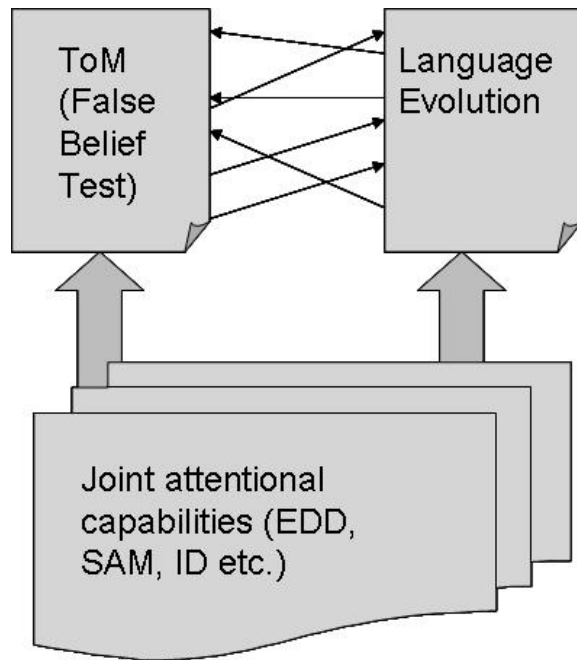 ToM
(False
Belief
Test)
Language
Evolution
Joint attentional
capabilities (EDD,
SAM, ID etc.)